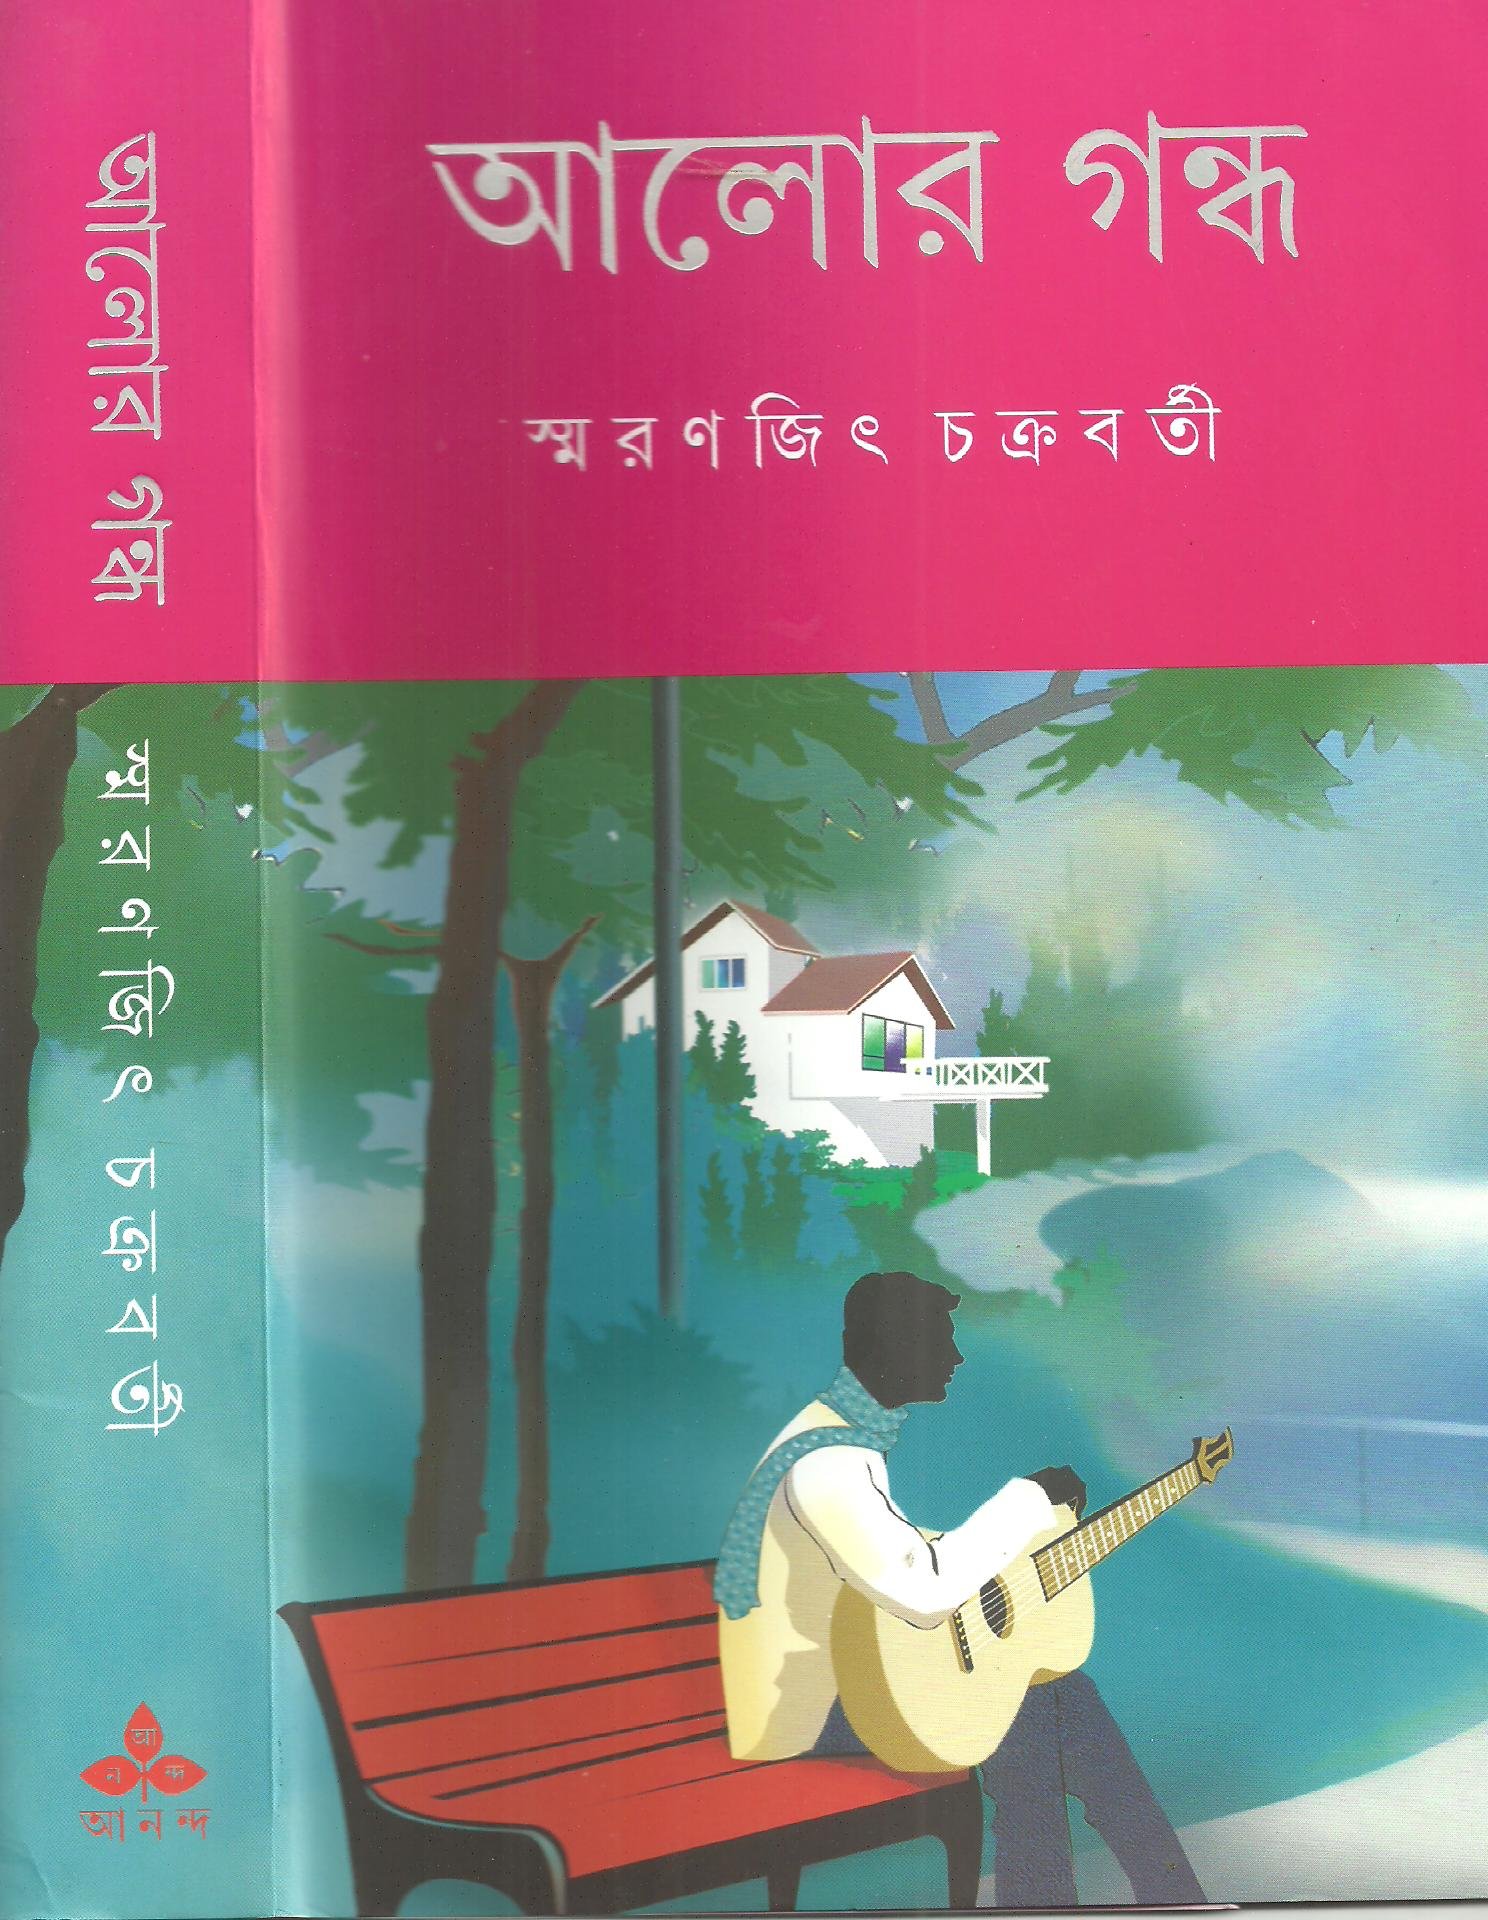 আলোর গন্ধ
স্মরণজিৎ চক্রবর্তী
আলোর গন্ধ
স্মরণজিৎ চক্রবর্তী
আ
ন ন্দ
আনন্দ